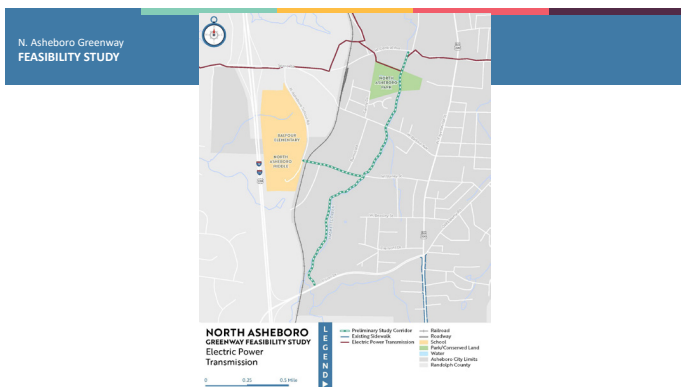 N. Asheboro Greenway
FEASIBILITY STUDY
NORTH
ASHEBORO
PARK
BALFOUR
ELEMENTARY
NORTH
ASHEBORO
MIDDLE
NORTH ASHEBORO
GREENWAY FEASIBILITY STUDY
Electric Power
Transmission
0 0.25 0.5 Mile
LEGEND
Preliminary Study Corridor
Existing Sidewalk
Electric Power Transmission
Railroad
Roadway
School
Park/Conserved Land
Water
Asheboro City Limits
Randolph County